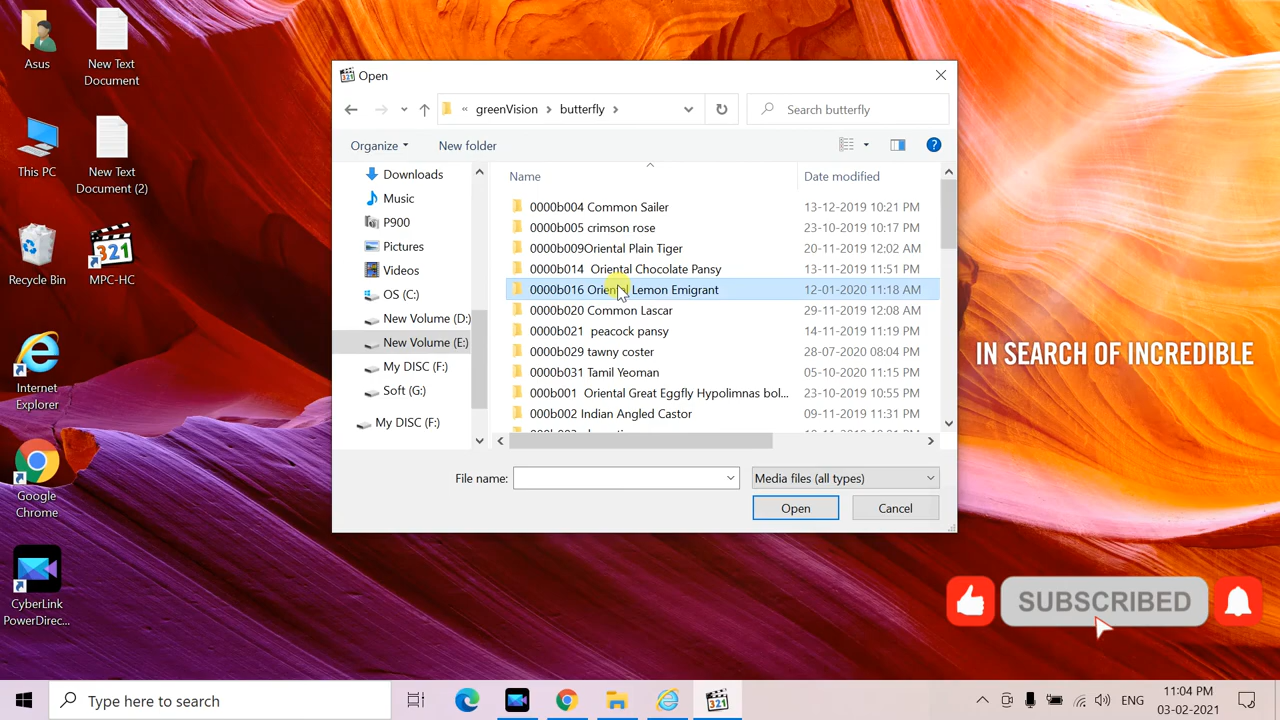 Asus
New Text
Document
This PC
New Text
Document (2)
Recycle Bin
321
MPC-HC
Internet
Explorer
Google
Chrome
CyberLink
PowerDirec...
321
Open
« greenVision > butterfly >
Search butterfly
Organize
New folder
Downloads
Music
P900
Pictures
Videos
OS (C:)
New Volume (D:)
New Volume (E:)
My DISC (F:)
Soft (G:)
My DISC (F:)
Name Date modified
0000b004 Common Sailer 13-12-2019 10:21 PM
0000b005 crimson rose 23-10-2019 10:17 PM
0000b009Oriental Plain Tiger 20-11-2019 12:02 AM
0000b014 Oriental Chocolate Pansy 13-11-2019 11:51 PM
0000b016 Oriental Lemon Emigrant 12-01-2020 11:18 AM
0000b020 Common Lascar 29-11-2019 12:08 AM
0000b021 peacock pansy 14-11-2019 11:19 PM
0000b029 tawny coster 28-07-2020 08:04 PM
0000b031 Tamil Yeoman 05-10-2020 11:15 PM
000b001 Oriental Great Eggfly Hypolimnas bol... 23-10-2019 10:55 PM
000b002 Indian Angled Castor 09-11-2019 11:31 PM
File name:
Media files (all types)
Open
Cancel
IN SEARCH OF INCREDIBLE
SUBSCRIBED
Type here to search
321
ENG
11:04 PM
03-02-2021